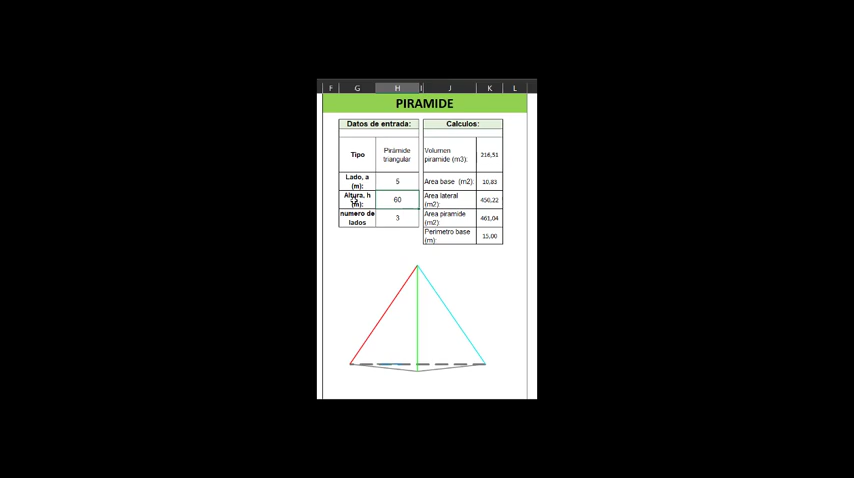 F G H I J K L
PIRAMIDE
Datos de entrada: Calculos:
Tipo Pirámide triangular Volumen piramide (m3): 216,51
Lado, a (m): 5 Area base (m2): 10,83
Altura, h (m): 60 Area lateral (m2): 450,22
numero de lados 3 Area piramide (m2): 461,04
Perimetro base (m): 15,00